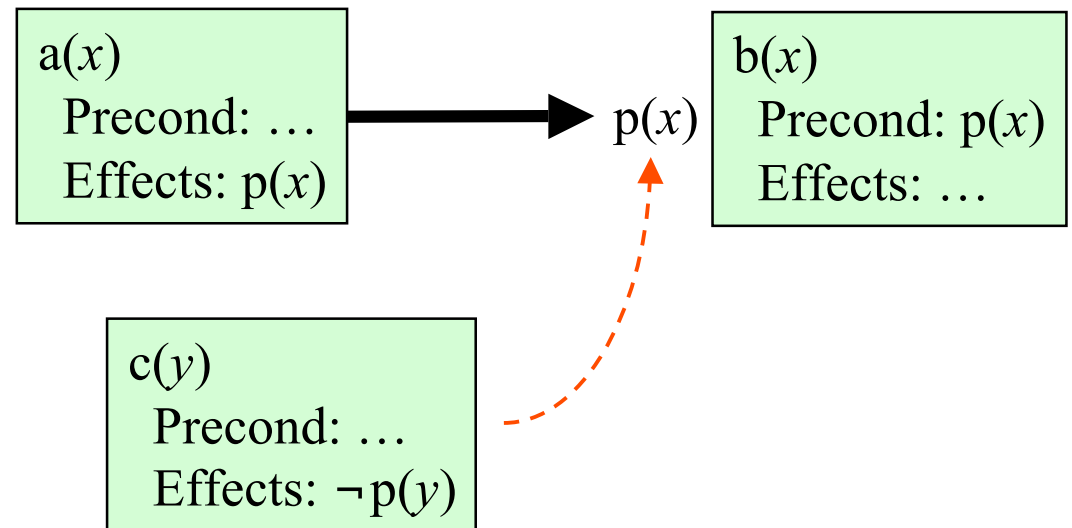 a(x)
Precond: …
Effects: p(x)
p(x)
b(x)
Precond: p(x)
Effects: …
c(y)
Precond: …
Effects: ¬p(y)